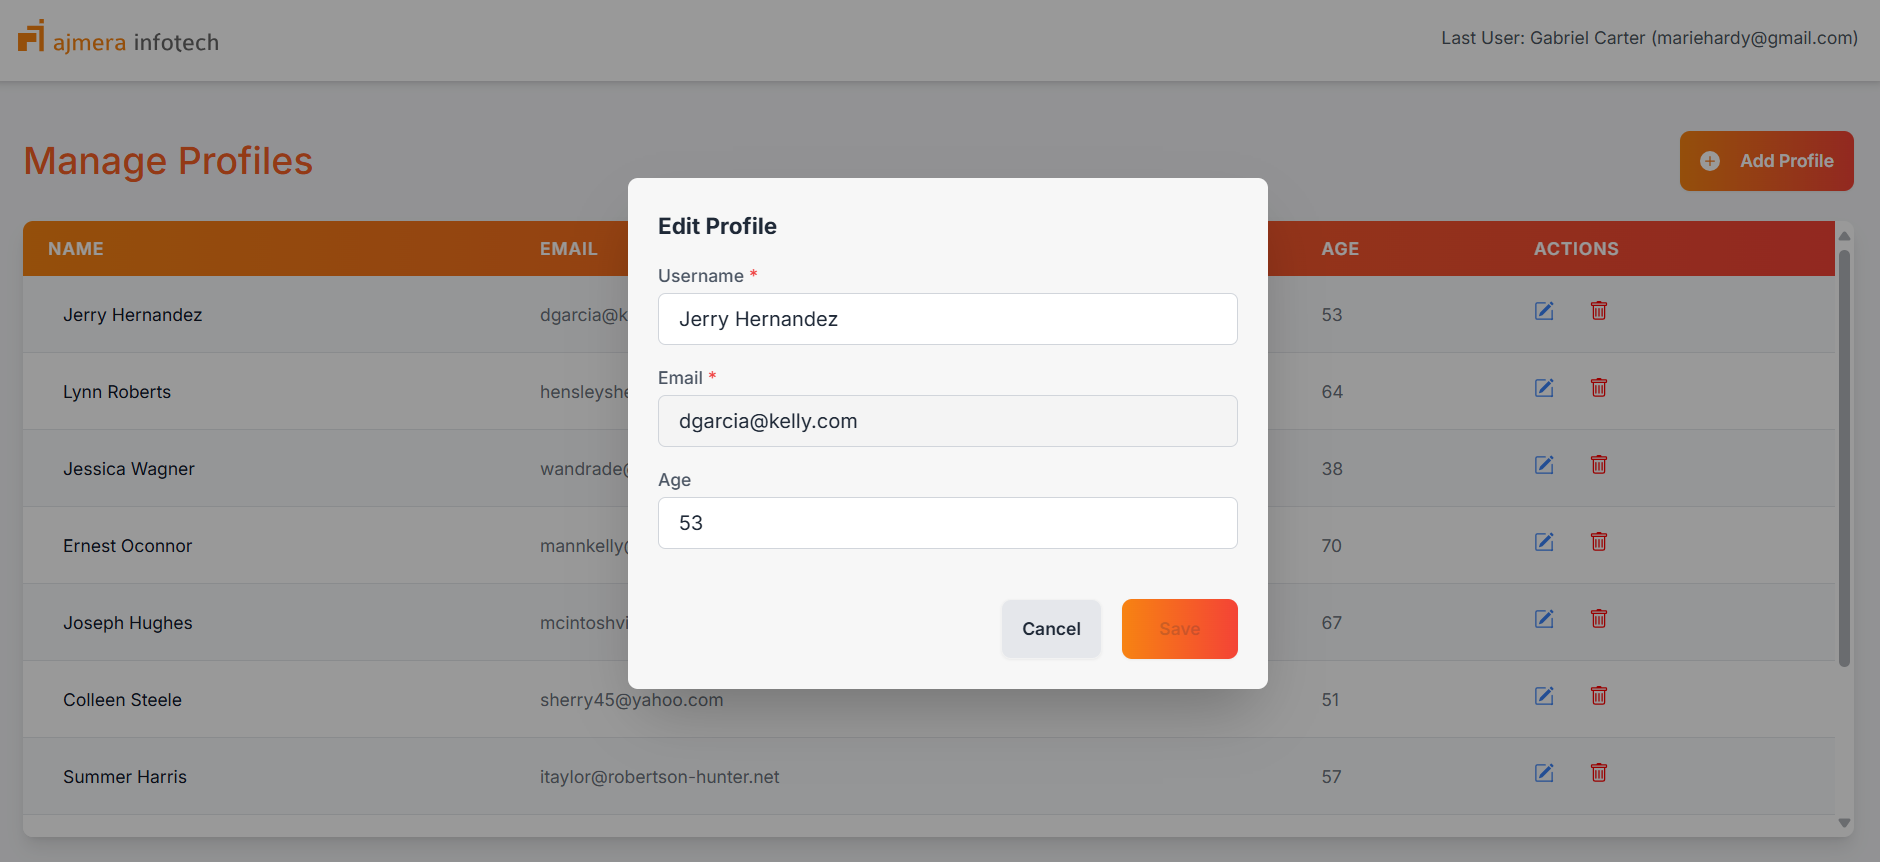 ajmera infotech
Last User: Gabriel Carter (mariehardy@gmail.com)
Manage Profiles
Add Profile
NAME EMAIL AGE ACTIONS
Jerry Hernandez dgarcia@k 53
Lynn Roberts hensleyshe 64
Jessica Wagner wandrade@ 38
Ernest Oconnor mannkelly@ 70
Joseph Hughes mcintoshvi 67
Colleen Steele sherry45@yahoo.com 51
Summer Harris itaylor@robertson-hunter.net 57
Edit Profile
Username *
Jerry Hernandez
Email *
dgarcia@kelly.com
Age
53
Cancel Save